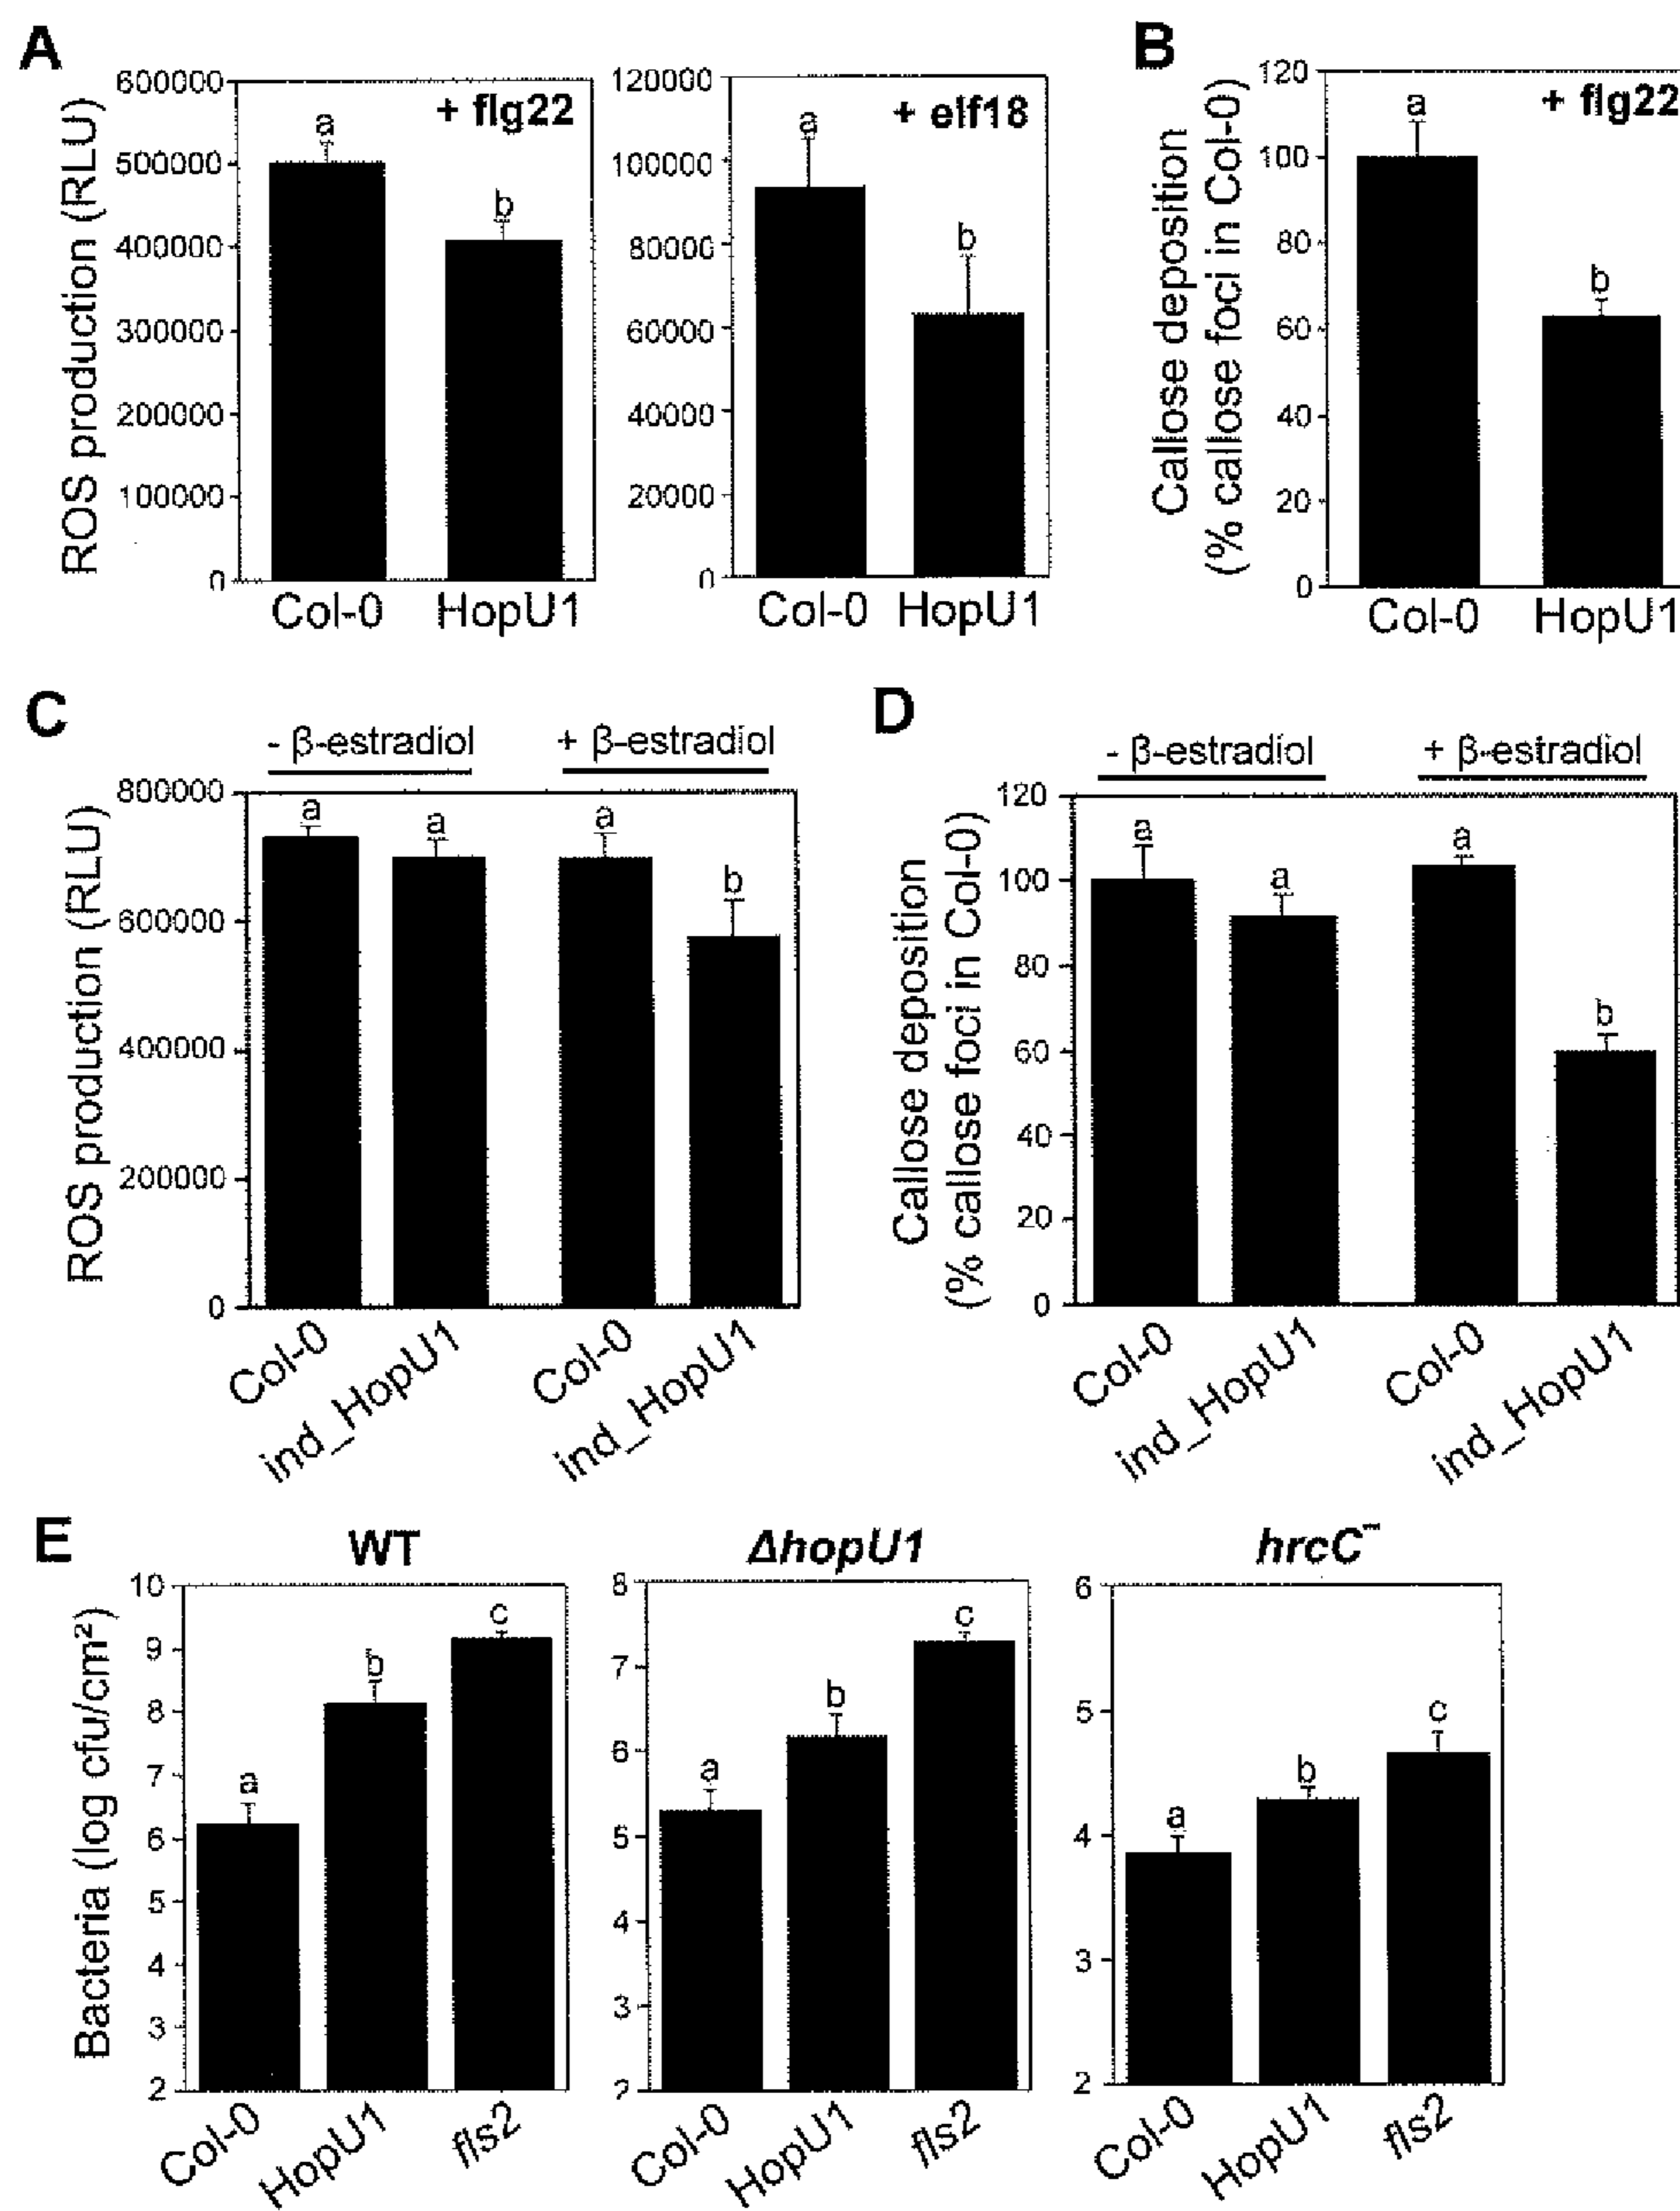 A
ROS production (RLU)
600000
500000
400000
300000
200000
100000
0
+ flg22
a
b
Col-0 HopU1
120000
100000
80000
60000
40000
20000
0
+ elf18
a
b
Col-0 HopU1
B
Callose deposition
(% callose foci in Col-0)
120
100
80
60
40
20
0
+ flg22
a
b
Col-0 HopU1
C
- β-estradiol + β-estradiol
ROS production (RLU)
800000
600000
400000
200000
0
a
a
a
b
Col-0
ind_HopU1
Col-0
ind_HopU1
D
- β-estradiol + β-estradiol
Callose deposition
(% callose foci in Col-0)
120
100
80
60
40
20
0
a
a
a
b
Col-0
ind_HopU1
Col-0
ind_HopU1
E
Bacteria (log cfu/cm²)
WT
10
9
8
7
6
5
4
3
2
a
b
c
Col-0
HopU1
fls2
ΔhopU1
8
7
6
5
4
3
2
a
b
c
Col-0
HopU1
fls2
hrcC⁻
6
5
4
3
2
a
b
c
Col-0
HopU1
fls2